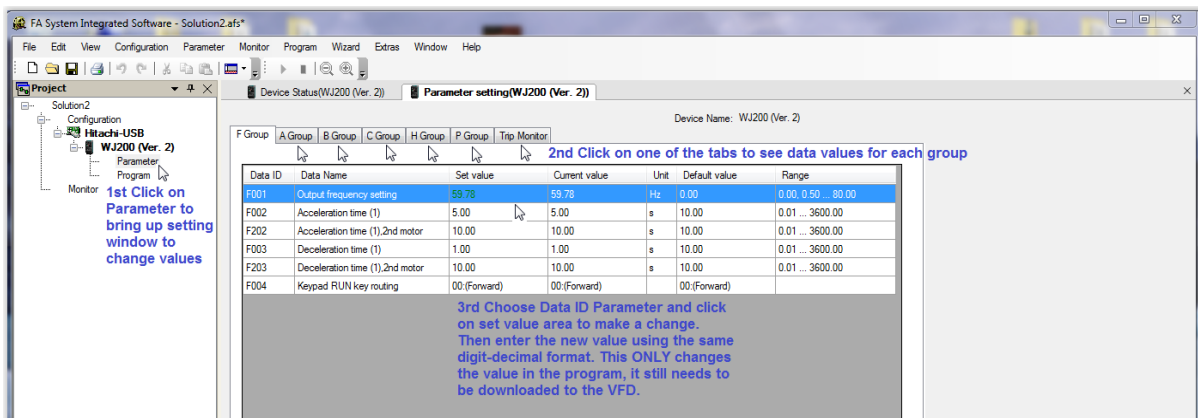 FA System Integrated Software - Solution2.afs*
File Edit View Configuration Parameter Monitor Program Wizard Extras Window Help
Project
Device Status(WJ200 (Ver. 2)) Parameter setting(WJ200 (Ver. 2))
Solution2
Configuration
Hitachi-USB
WJ200 (Ver. 2)
Parameter
Program
Monitor
1st Click on
Parameter to
bring up setting
window to
change values
Device Name: WJ200 (Ver. 2)
F Group A Group B Group C Group H Group P Group Trip Monitor
2nd Click on one of the tabs to see data values for each group
Data ID Data Name Set value Current value Unit Default value Range
F001 Output frequency setting 59.78 59.78 Hz 0.00 0.00, 0.50 ... 80.00
F002 Acceleration time (1) 5.00 5.00 s 10.00 0.01 ... 3600.00
F202 Acceleration time (1),2nd motor 10.00 10.00 s 10.00 0.01 ... 3600.00
F003 Deceleration time (1) 1.00 1.00 s 10.00 0.01 ... 3600.00
F203 Deceleration time (1),2nd motor 10.00 10.00 s 10.00 0.01 ... 3600.00
F004 Keypad RUN key routing 00:(Forward) 00:(Forward) 00:(Forward)
3rd Choose Data ID Parameter and click
on set value area to make a change.
Then enter the new value using the same
digit-decimal format. This ONLY changes
the value in the program, it still needs to
be downloaded to the VFD.